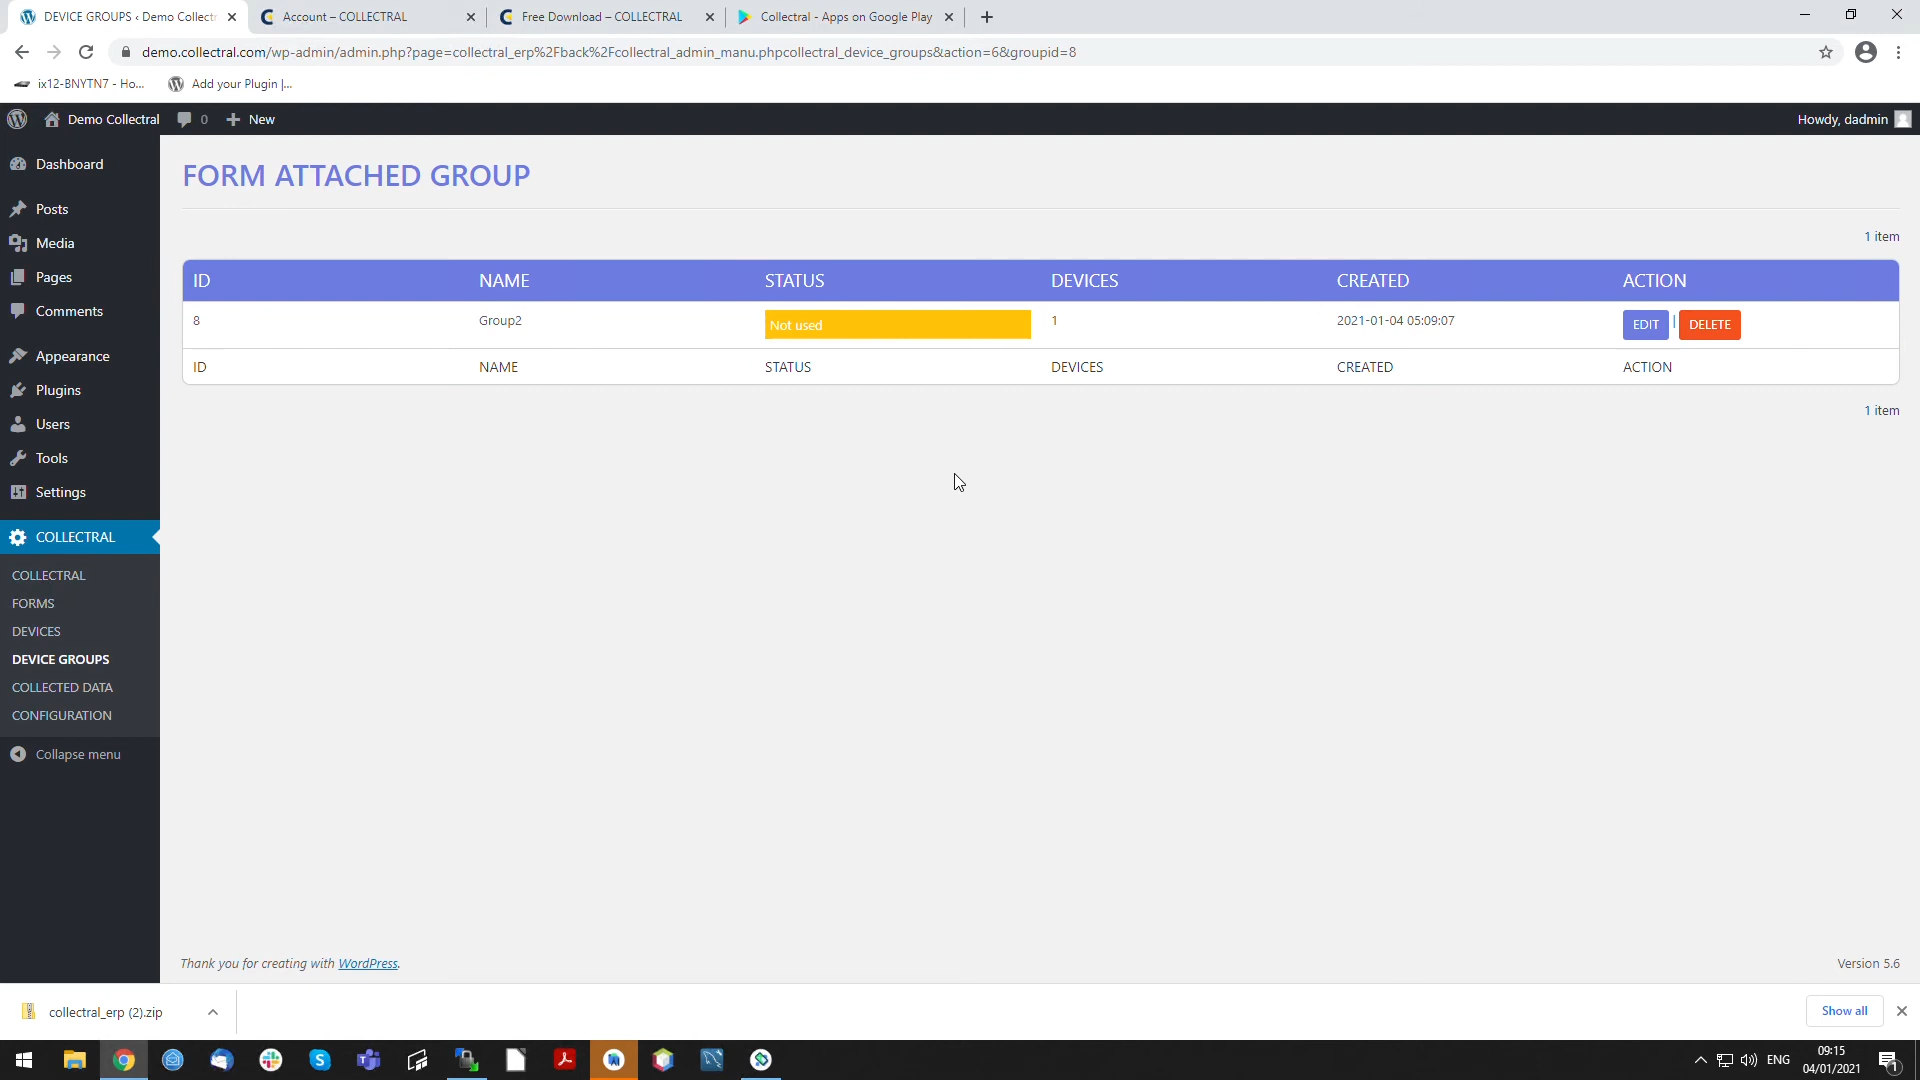 DEVICE GROUPS ‹ Demo Collectr
Account – COLLECTRAL
Free Download – COLLECTRAL
Collectral - Apps on Google Play
demo.collectral.com/wp-admin/admin.php?page=collectral_erp%2Fback%2Fcollectral_admin_manu.phpcollectral_device_groups&action=6&groupid=8
ix12-BNYTN7 - Ho...
Add your Plugin |...
Demo Collectral
0
New
Howdy, dadmin
Dashboard
Posts
Media
Pages
Comments
Appearance
Plugins
Users
Tools
Settings
COLLECTRAL
COLLECTRAL
FORMS
DEVICES
DEVICE GROUPS
COLLECTED DATA
CONFIGURATION
Collapse menu
FORM ATTACHED GROUP
1 item
ID NAME STATUS DEVICES CREATED ACTION
8 Group2 Not used 1 2021-01-04 05:09:07 EDIT | DELETE
ID NAME STATUS DEVICES CREATED ACTION
1 item
Thank you for creating with WordPress.
Version 5.6
collectral_erp (2).zip
Show all
ENG
09:15
04/01/2021
1